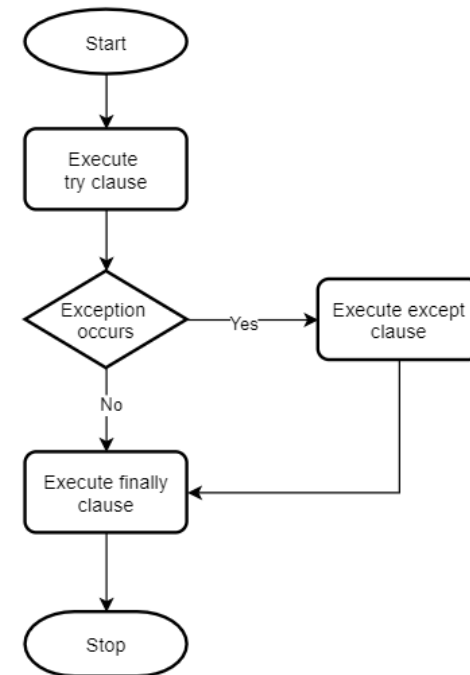 Start
Execute
try clause
Exception
occurs
Yes
Execute except
clause
No
Execute finally
clause
Stop